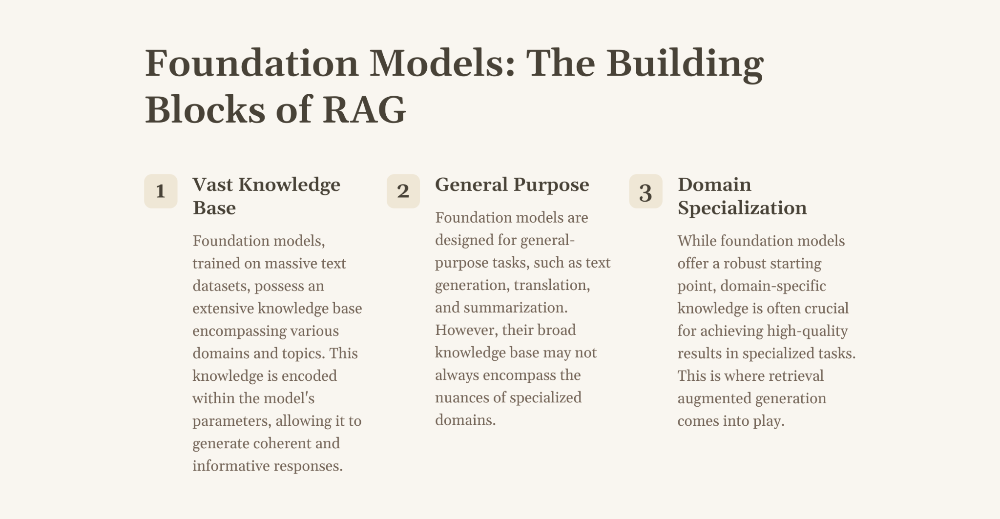 Foundation Models: The Building
Blocks of RAG
1
Vast Knowledge
Base
Foundation models,
trained on massive text
datasets, possess an
extensive knowledge base
encompassing various
domains and topics. This
knowledge is encoded
within the model's
parameters, allowing it to
generate coherent and
informative responses.
2
General Purpose
Foundation models are
designed for general-
purpose tasks, such as text
generation, translation,
and summarization.
However, their broad
knowledge base may not
always encompass the
nuances of specialized
domains.
3
Domain
Specialization
While foundation models
offer a robust starting
point, domain-specific
knowledge is often crucial
for achieving high-quality
results in specialized tasks.
This is where retrieval
augmented generation
comes into play.